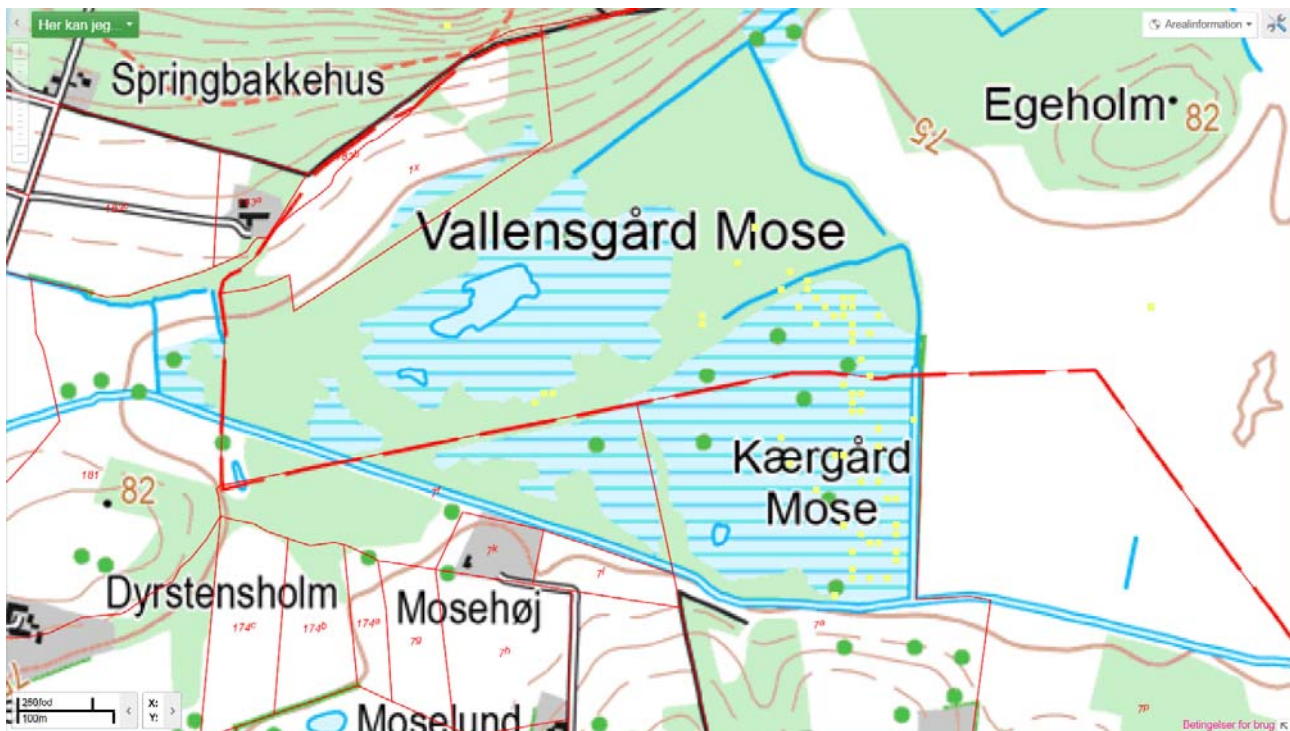 Her kan jeg...
Arealinformation
Springbakkehus
Egeholm
82
75
1x
Vallensgård Mose
Kærgård
Mose
181
82
7f
7k
7i
Dyrstensholm
Mosehøj
174c
174b
174a
7g
7h
7a
7p
Moselund
250fod
100m
X:
Y:
Betingelser for brug